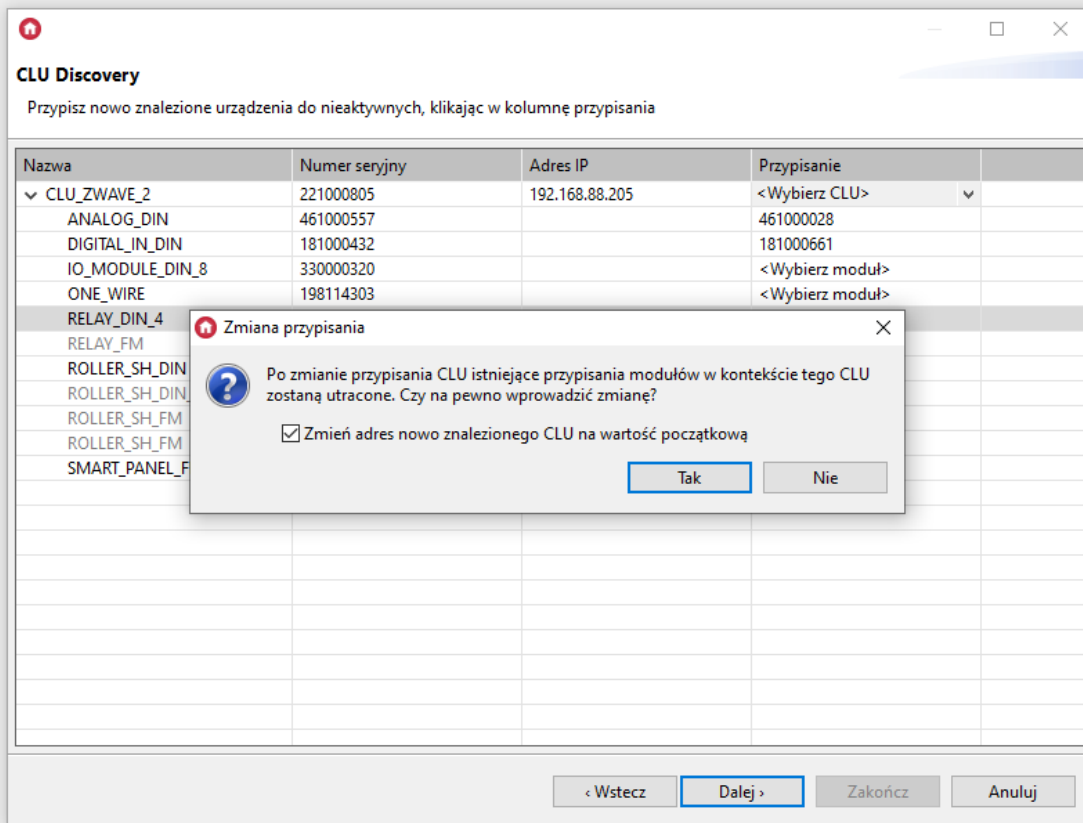 CLU Discovery
Przypisz nowo znalezione urządzenia do nieaktywnych, klikając w kolumnę przypisania
Nazwa Numer seryjny Adres IP Przypisanie
CLU_ZWAVE_2 221000805 192.168.88.205 <Wybierz CLU>
ANALOG_DIN 461000557 461000028
DIGITAL_IN_DIN 181000432 181000661
IO_MODULE_DIN_8 330000320 <Wybierz moduł>
ONE_WIRE 198114303 <Wybierz moduł>
RELAY_DIN_4
RELAY_FM
ROLLER_SH_DIN
ROLLER_SH_DIN_
ROLLER_SH_FM
ROLLER_SH_FM
SMART_PANEL_F
Zmiana przypisania
Po zmianie przypisania CLU istniejące przypisania modułów w kontekście tego CLU
zostaną utracone. Czy na pewno wprowadzić zmianę?
Zmień adres nowo znalezionego CLU na wartość początkową
Tak Nie
‹ Wstecz Dalej › Zakończ Anuluj